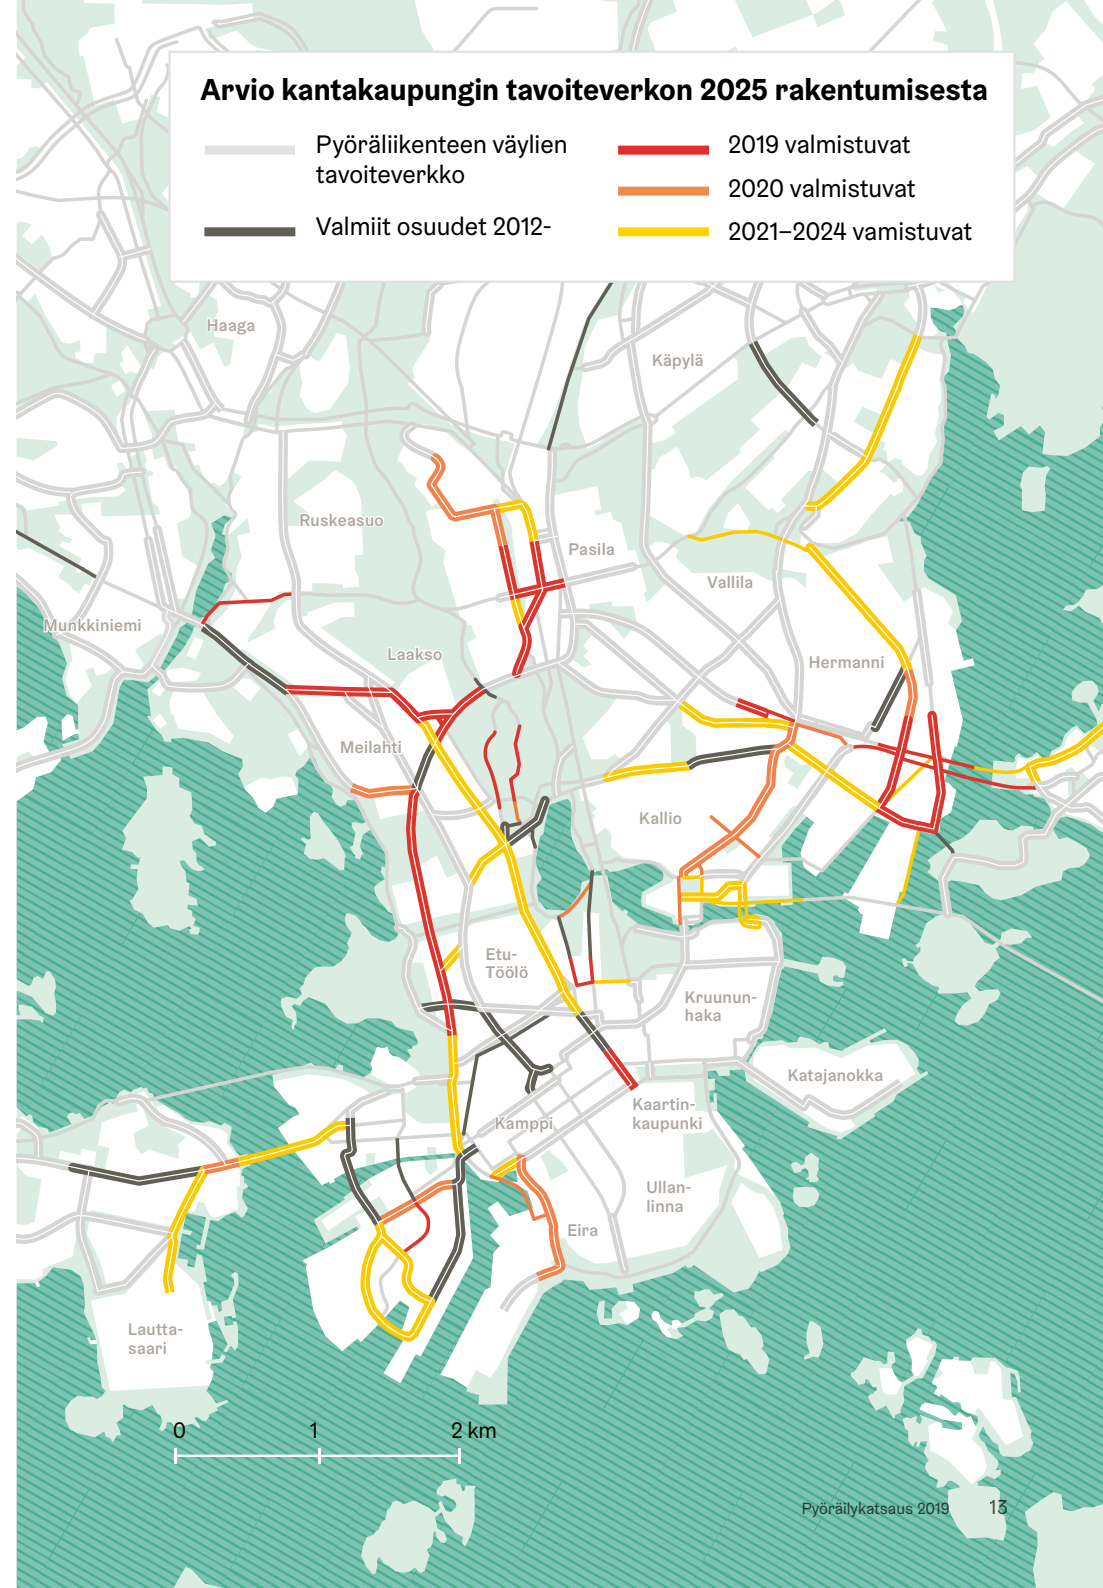 Arvio kantakaupungin tavoiteverkon 2025 rakentumisesta
Pyöräliikenteen väylien
tavoiteverkko
Valmiit osuudet 2012-
2019 valmistuvat
2020 valmistuvat
2021–2024 vamistuvat
Haaga
Käpylä
Ruskeasuo
Pasila
Vallila
Munkkiniemi
Laakso
Hermanni
Meilahti
Kallio
Etu-
Töölö
Kruunun-
haka
Katajanokka
Kaartin-
kaupunki
Kamppi
Ullan-
linna
Eira
Lautta-
saari
0 1 2 km
Pyöräilykatsaus 2019 13